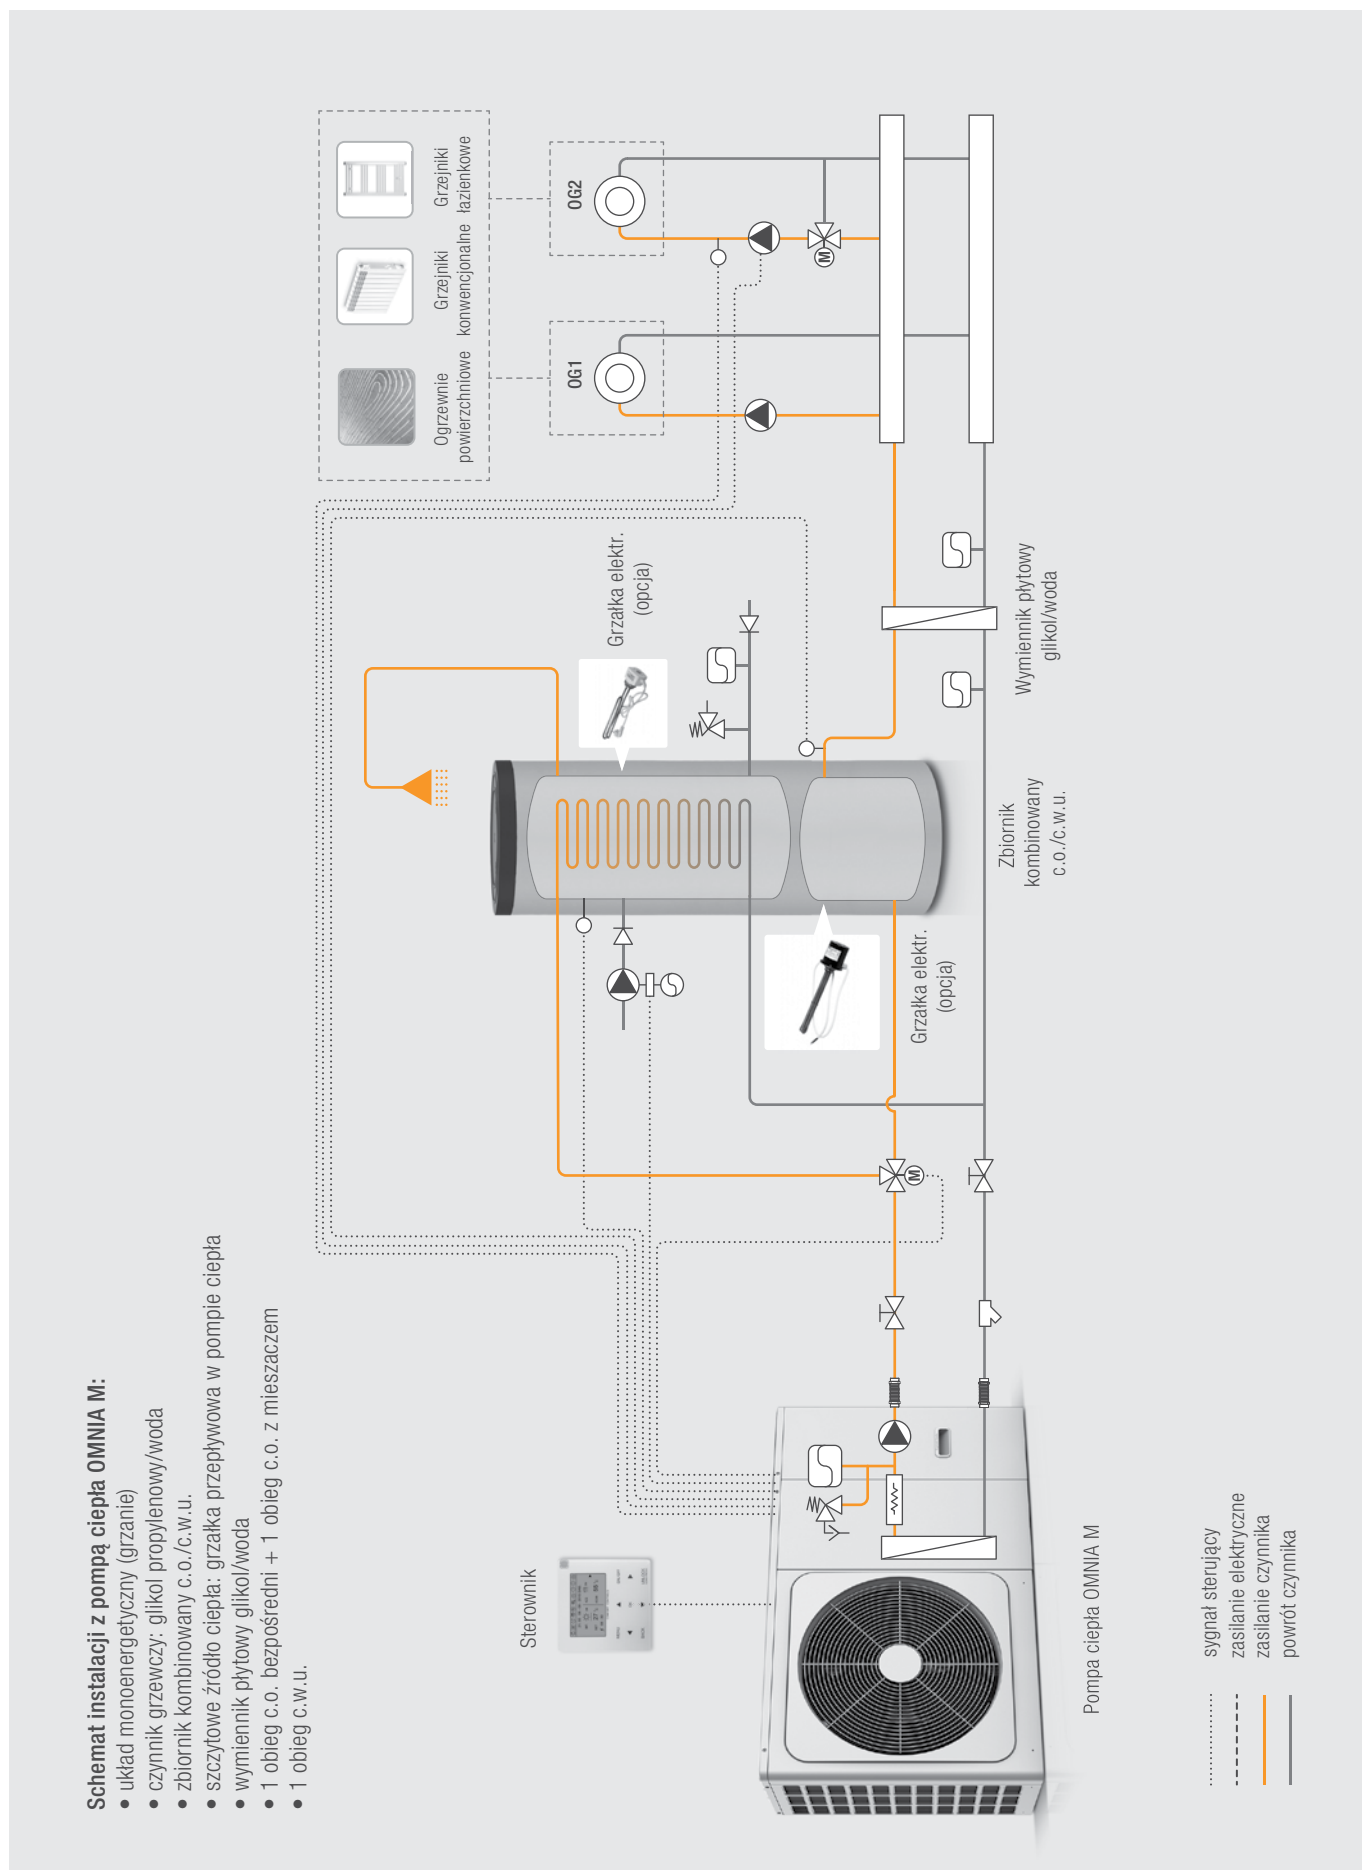 Schemat instalacji z pompą ciepła OMNIA M:
• układ monoenergetyczny (grzanie)
• czynnik grzewczy: glikol propylenowy/woda
• zbiornik kombinowany c.o./c.w.u.
• szczytowe źródło ciepła: grzałka przepływowa w pompie ciepła
• wymiennik płytowy glikol/woda
• 1 obieg c.o. bezpośredni + 1 obieg c.o. z mieszaczem
• 1 obieg c.w.u.
Ogrzewnie
powierzchniowe
Grzejniki
konwencjonalne
Grzejniki
łazienkowe
OG1
OG2
M
Grzałka elektr.
(opcja)
Grzałka elektr.
(opcja)
M
Zbiornik
kombinowany
c.o./c.w.u.
Wymiennik płytowy
glikol/woda
Sterownik
Pompa ciepła OMNIA M
sygnał sterujący
zasilanie elektryczne
zasilanie czynnika
powrót czynnika